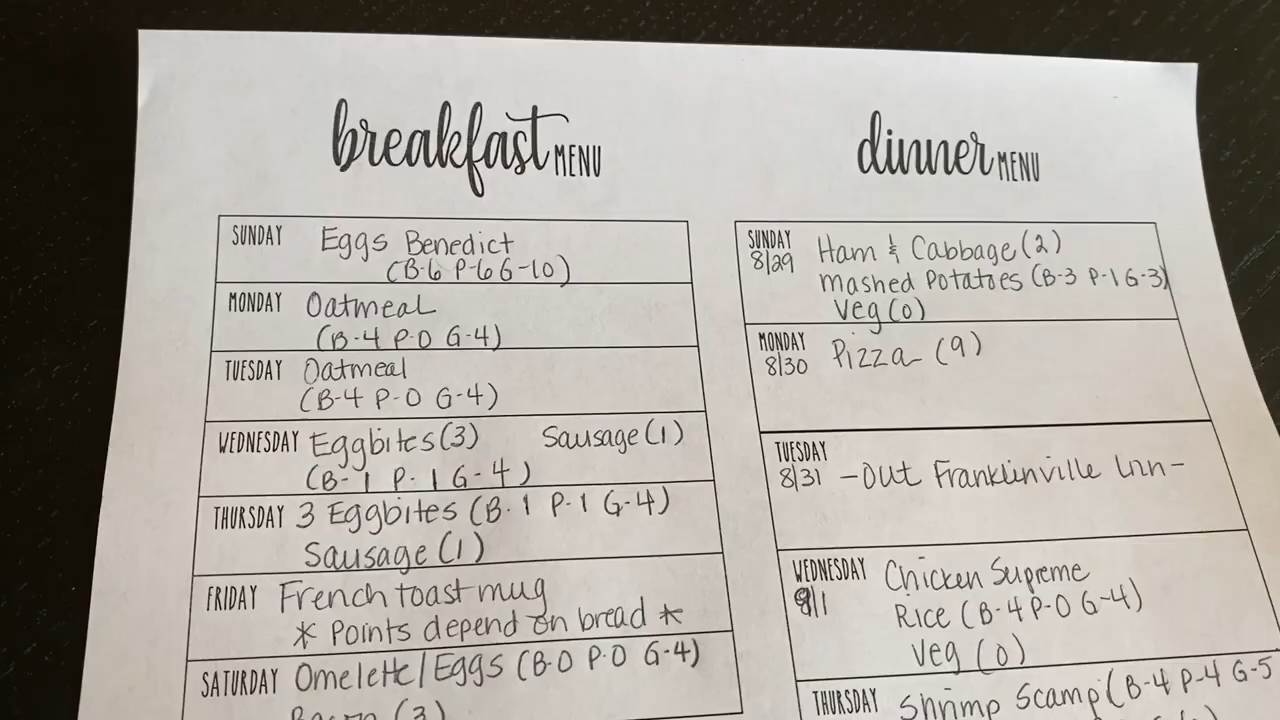 breakfast MENU
SUNDAY Eggs Benedict
(B-6 P-6 G-10)
MONDAY Oatmeal
(B-4 P-0 G-4)
TUESDAY Oatmeal
(B-4 P-0 G-4)
WEDNESDAY Eggbites (3) Sausage (1)
(B-1 P-1 G-4)
THURSDAY 3 Eggbites (B-1 P-1 G-4)
Sausage (1)
FRIDAY French toast mug
* Points depend on bread *
SATURDAY Omelette/Eggs (B-0 P-0 G-4)
Bacon (3)
dinner MENU
SUNDAY Ham & Cabbage (2)
8/29 Mashed Potatoes (B-3 P-1 G-3)
Veg (0)
MONDAY Pizza (9)
8/30
TUESDAY
8/31 -Out Franklinville Inn-
WEDNESDAY Chicken Supreme
/1 Rice (B-4 P-0 G-4)
Veg (0)
THURSDAY Shrimp Scampi (B-4 P-4 G-5